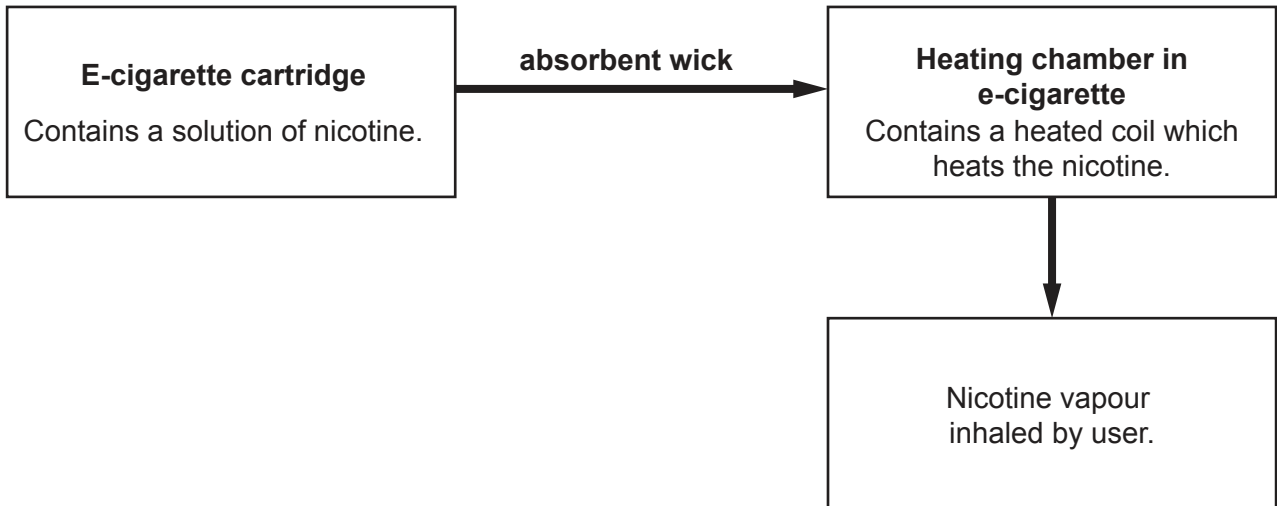 E-cigarette cartridge
Contains a solution of nicotine.
absorbent wick
Heating chamber in
e-cigarette
Contains a heated coil which
heats the nicotine.
Nicotine vapour
inhaled by user.